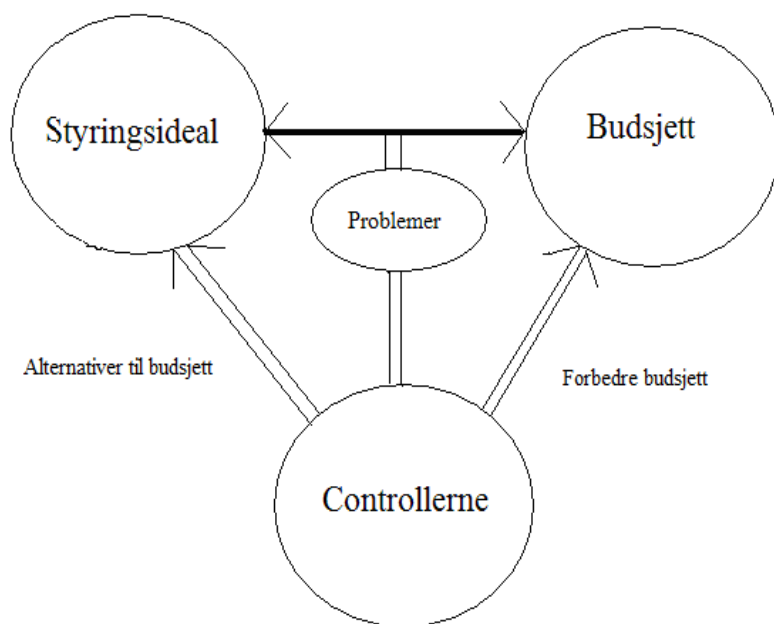 Styringsideal
Budsjett
Problemer
Alternativer til budsjett
Forbedre budsjett
Controllerne